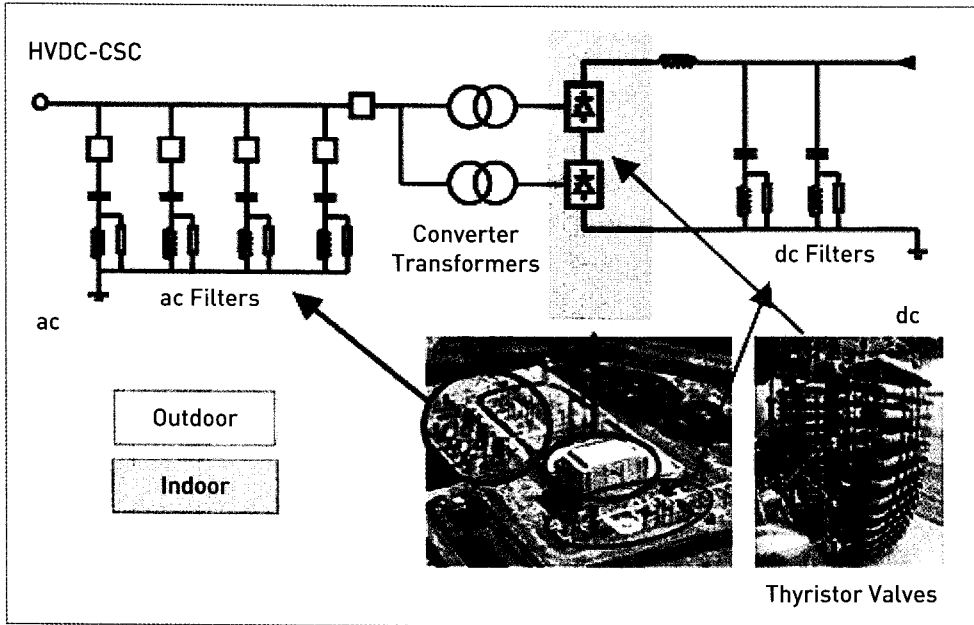 HVDC-CSC
Converter
Transformers
ac Filters
dc Filters
ac
dc
Outdoor
Indoor
Thyristor Valves